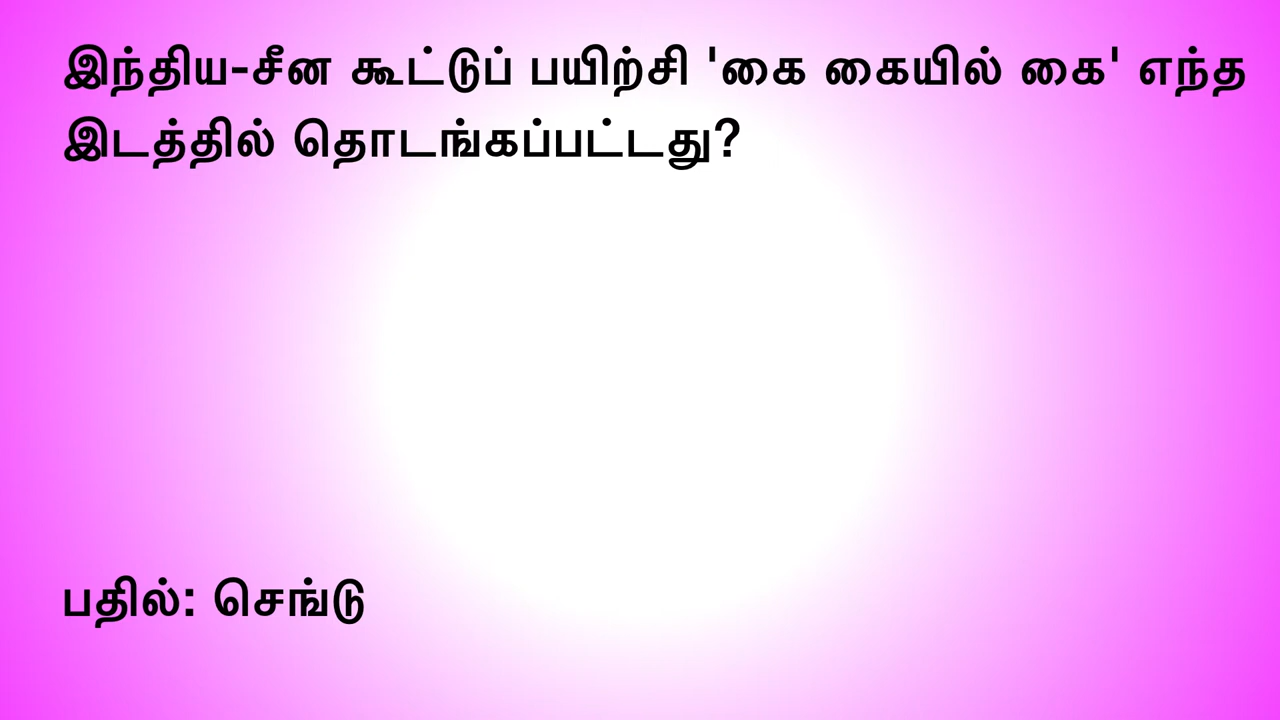 இந்திய-சீன கூட்டுப் பயிற்சி 'கை கையில் கை' எந்த
இடத்தில் தொடங்கப்பட்டது?
பதில்: செங்டு